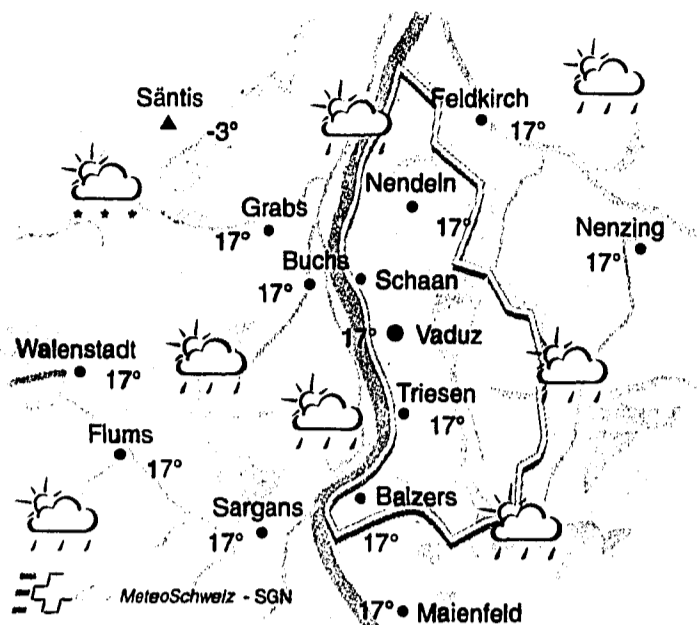 Säntis
-3°
Feldkirch
17°
Nendeln
17°
Grabs
17°
Nenzing
17°
Buchs
17°
Schaan
17°
Vaduz
Walenstadt
17°
Triesen
17°
Flums
17°
Balzers
17°
Sargans
17°
MeteoSchweiz - SGN
17°
Maienfeld